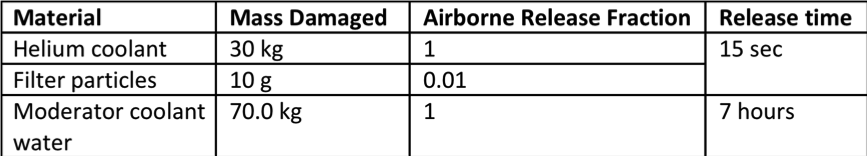 Material Mass Damaged Airborne Release Fraction Release time
Helium coolant 30 kg 1 15 sec
Filter particles 10 g 0.01
Moderator coolant 70.0 kg 1 7 hours
water